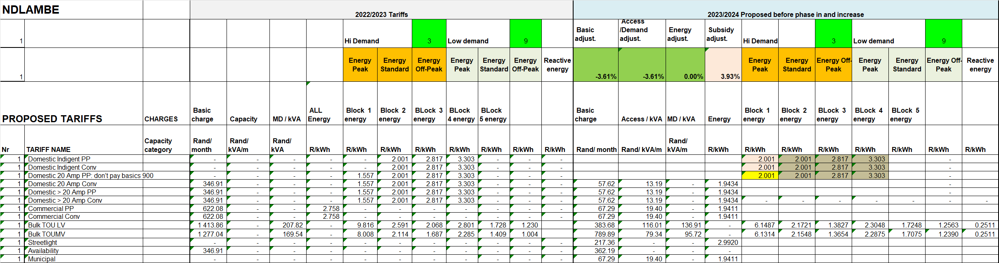 NDLAMBE 2022/2023 Tariffs 2023/2024 Proposed before phase in and increase
1 Hi Demand 3 Low demand 9 Basic adjust. Access /Demand adjust. Energy adjust. Subsidy adjust. Hi Demand 3 Low demand 9
1 Energy Peak Energy Standard Energy Off-Peak Energy Peak Energy Standard Energy Off-Peak Reactive energy -3.61% -3.61% 0.00% 3.93% Energy Peak Energy Standard Energy Off-Peak Energy Peak Energy Standard Energy Off-Peak Reactive energy
PROPOSED TARIFFS CHARGES Basic charge Capacity MD / kVA ALL Energy Block 1 energy Block 2 energy BLock 3 energy BLock 4 energy BLock 5 energy Basic charge Access / kVA MD / kVA Energy Block 1 energy Block 2 energy BLock 3 energy BLock 4 energy BLock 5 energy
Nr TARIFF NAME Capacity category Rand/ month Rand/ kVA/m Rand/ kVA R/kWh R/kWh R/kWh R/kWh R/kWh R/kWh R/kWh R/kWh Rand/ month Rand/ kVA/m Rand/ kVA/m R/kWh R/kWh R/kWh R/kWh R/kWh R/kWh R/kWh R/kWh
1 Domestic Indigent PP - - - - - 2.001 2.817 3.303 - - - 2.001 2.001 2.817 3.303 -
1 Domestic Indigent Conv - - - - - 2.001 2.817 3.303 - - - 2.001 2.001 2.817 3.303 -
1 Domestic 20 Amp PP: don't pay basics 900 - - - - 1.557 2.001 2.817 3.303 - - - 2.001 2.001 2.817 3.303 -
1 Domestic 20 Amp Conv 346.91 - - - 1.557 2.001 2.817 3.303 - - - 57.62 13.19 - 1.9434 -
1 Domestic > 20 Amp PP 346.91 - - - 1.557 2.001 2.817 3.303 - - - 57.62 13.19 - 1.9434 -
1 Domestic > 20 Amp Conv 346.91 - - - 1.557 2.001 2.817 3.303 - - - 57.62 13.19 - 1.9434 - - - - - - -
1 Commercial PP 622.08 - - 2.758 - - - - - - - 67.29 19.40 - 1.9411
1 Commercial Conv 622.08 - - 2.758 - - - - - - - 67.29 19.40 - 1.9411
1 Bulk TOU LV 1 413.86 - 207.82 - 9.816 2.591 2.068 2.801 1.728 1.230 383.68 116.01 136.91 - 6.1487 2.1721 1.3827 2.3048 1.7248 1.2563 0.2511
1 Bulk TOUMV 1 277.04 - 169.54 - 8.008 2.114 1.687 2.285 1.409 1.004 789.89 79.34 95.72 - 6.1314 2.1548 1.3654 2.2875 1.7075 1.2390 0.2511
1 Streetlight - - - - - - - - - - - 217.36 - - 2.9920
1 Availability 346.91 - - - - - - - - - - 362.19 - - -
1 Municipal - - - - - - - - - - - 67.29 19.40 - 1.9411